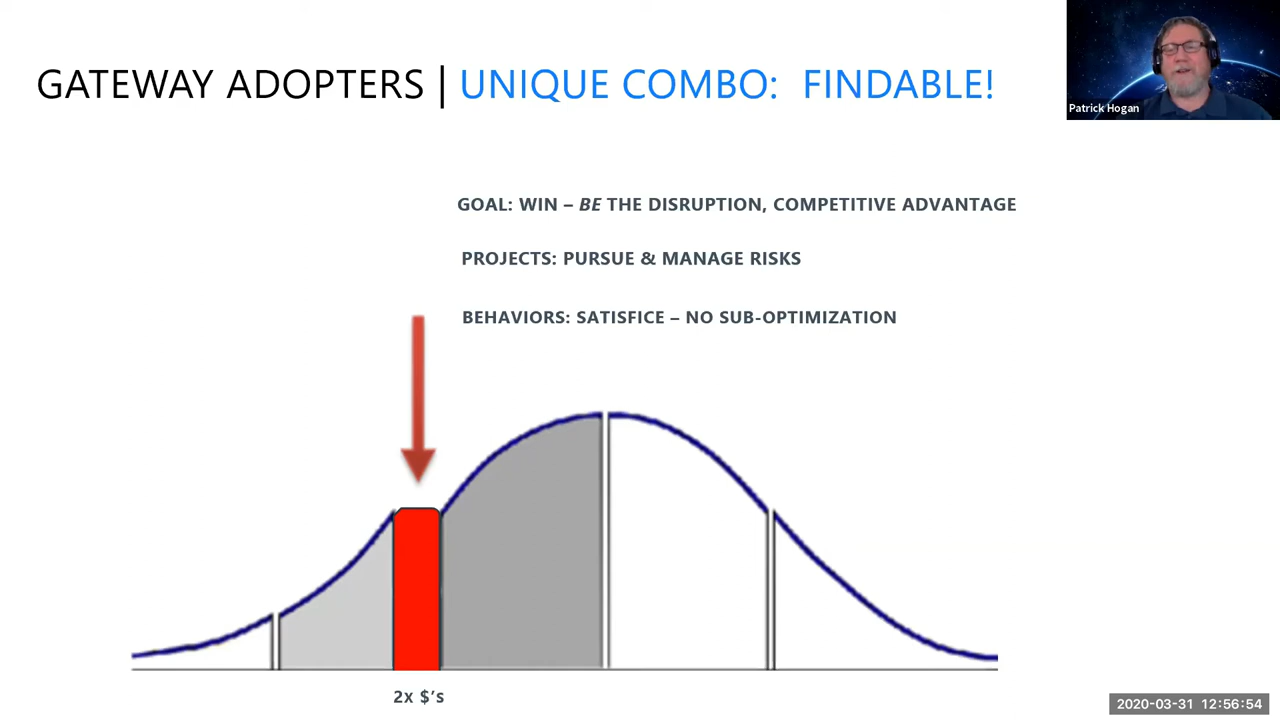 GATEWAY ADOPTERS | UNIQUE COMBO:  FINDABLE!
Patrick Hogan
GOAL: WIN – BE THE DISRUPTION, COMPETITIVE ADVANTAGE
PROJECTS: PURSUE & MANAGE RISKS
BEHAVIORS: SATISFICE – NO SUB-OPTIMIZATION
2x $’s
2020-03-31 12:56:54